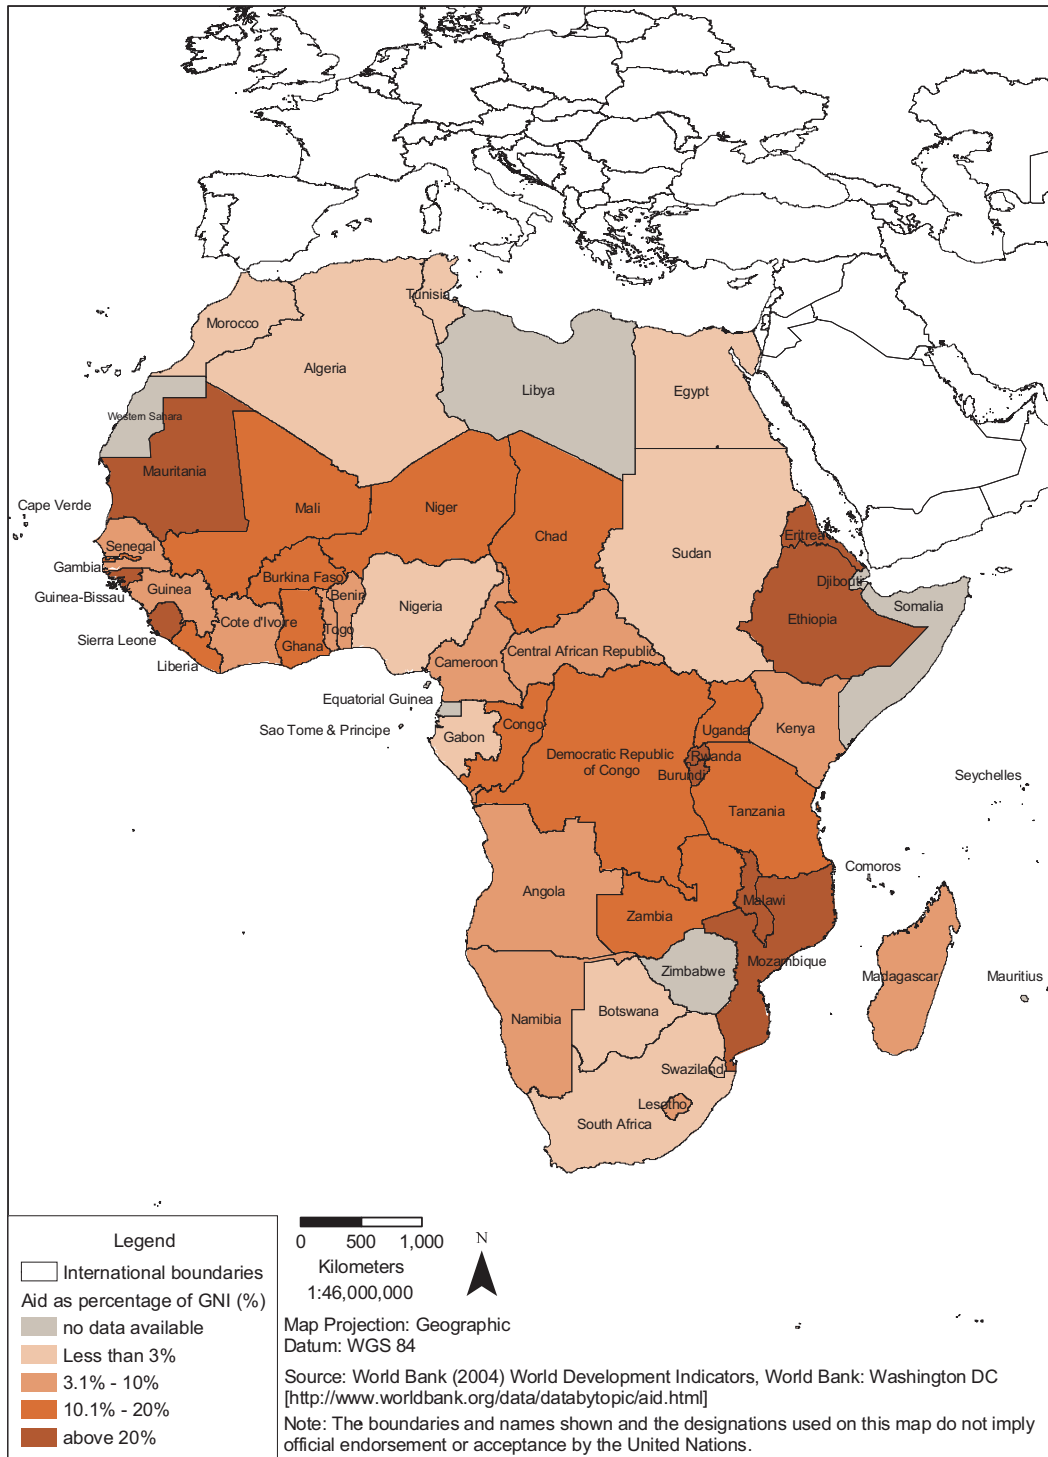 Tunisia
Morocco
Algeria
Libya
Egypt
Western Sahara
Mauritania
Cape Verde
Mali
Niger
Chad
Eritrea
Senegal
Sudan
Gambia
Burkina Faso
Djibouti
Guinea
Benin
Guinea-Bissau
Nigeria
Somalia
Ethiopia
Cote d'Ivoire
Togo
Sierra Leone
Ghana
Liberia
Cameroon
Central African Republic
Equatorial Guinea
Sao Tome & Principe
Congo
Uganda
Kenya
Gabon
Democratic Republic
of Congo
Rwanda
Burundi
Seychelles
Tanzania
Comoros
Angola
Malawi
Zambia
Mozambique
Zimbabwe
Madagascar
Mauritius
Botswana
Namibia
Swaziland
Lesotho
South Africa
Legend
International boundaries
Aid as percentage of GNI (%)
no data available
Less than 3%
3.1% - 10%
10.1% - 20%
above 20%
0 500 1,000
Kilometers
1:46,000,000
N
Map Projection: Geographic
Datum: WGS 84
Source: World Bank (2004) World Development Indicators, World Bank: Washington DC
[http://www.worldbank.org/data/databytopic/aid.html]
Note: The boundaries and names shown and the designations used on this map do not imply
official endorsement or acceptance by the United Nations.